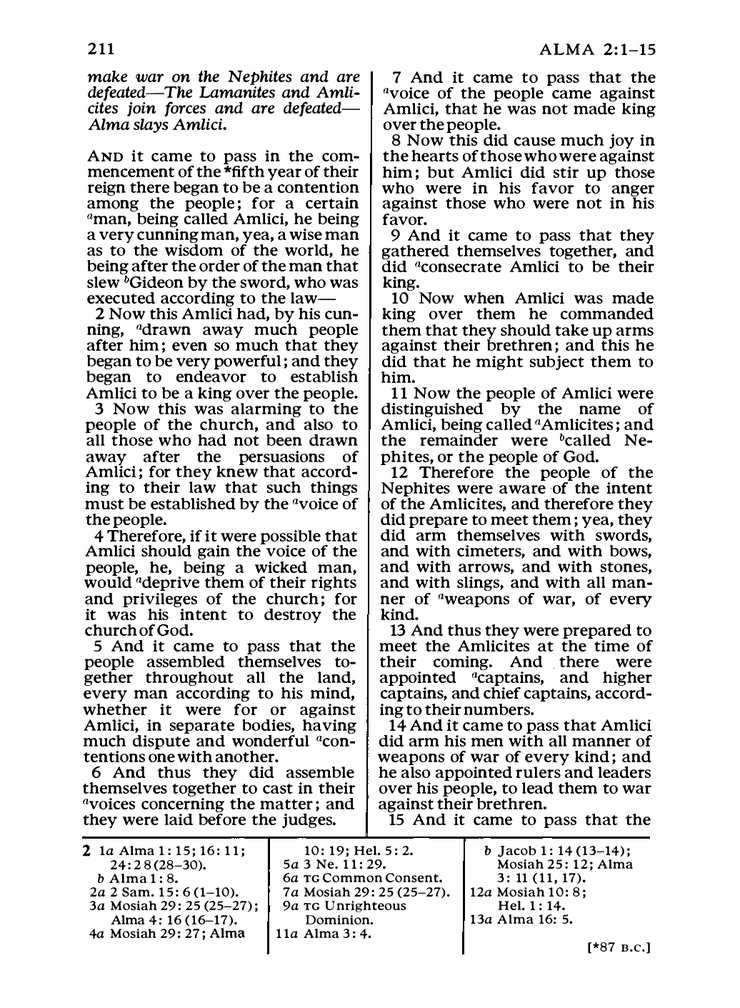 211
ALMA 2:1–15
make war on the Nephites and are
defeated—The Lamanites and Amli-
cites join forces and are defeated—
Alma slays Amlici.
AND it came to pass in the com-
mencement of the *fifth year of their
reign there began to be a contention
among the people; for a certain
aman, being called Amlici, he being
a very cunning man, yea, a wise man
as to the wisdom of the world, he
being after the order of the man that
slew bGideon by the sword, who was
executed according to the law—
2 Now this Amlici had, by his cun-
ning, adrawn away much people
after him; even so much that they
began to be very powerful; and they
began to endeavor to establish
Amlici to be a king over the people.
3 Now this was alarming to the
people of the church, and also to
all those who had not been drawn
away after the persuasions of
Amlici; for they knew that accord-
ing to their law that such things
must be established by the avoice of
the people.
4 Therefore, if it were possible that
Amlici should gain the voice of the
people, he, being a wicked man,
would adeprive them of their rights
and privileges of the church; for
it was his intent to destroy the
church of God.
5 And it came to pass that the
people assembled themselves to-
gether throughout all the land,
every man according to his mind,
whether it were for or against
Amlici, in separate bodies, having
much dispute and wonderful acon-
tentions one with another.
6 And thus they did assemble
themselves together to cast in their
avoices concerning the matter; and
they were laid before the judges.
7 And it came to pass that the
avoice of the people came against
Amlici, that he was not made king
over the people.
8 Now this did cause much joy in
the hearts of those who were against
him; but Amlici did stir up those
who were in his favor to anger
against those who were not in his
favor.
9 And it came to pass that they
gathered themselves together, and
did aconsecrate Amlici to be their
king.
10 Now when Amlici was made
king over them he commanded
them that they should take up arms
against their brethren; and this he
did that he might subject them to
him.
11 Now the people of Amlici were
distinguished by the name of
Amlici, being called aAmlicites; and
the remainder were bcalled Ne-
phites, or the people of God.
12 Therefore the people of the
Nephites were aware of the intent
of the Amlicites, and therefore they
did prepare to meet them; yea, they
did arm themselves with swords,
and with cimeters, and with bows,
and with arrows, and with stones,
and with slings, and with all man-
ner of aweapons of war, of every
kind.
13 And thus they were prepared to
meet the Amlicites at the time of
their coming. And there were
appointed acaptains, and higher
captains, and chief captains, accord-
ing to their numbers.
14 And it came to pass that Amlici
did arm his men with all manner of
weapons of war of every kind; and
he also appointed rulers and leaders
over his people, to lead them to war
against their brethren.
15 And it came to pass that the
2 1a Alma 1: 15; 16: 11;
24: 28 (28–30).
b Alma 1: 8.
2a 2 Sam. 15: 6 (1–10).
3a Mosiah 29: 25 (25–27);
Alma 4: 16 (16–17).
4a Mosiah 29: 27; Alma
10: 19; Hel. 5: 2.
5a 3 Ne. 11: 29.
6a TG Common Consent.
7a Mosiah 29: 25 (25–27).
9a TG Unrighteous
Dominion.
11a Alma 3: 4.
b Jacob 1: 14 (13–14);
Mosiah 25: 12; Alma
3: 11 (11, 17).
12a Mosiah 10: 8;
Hel. 1: 14.
13a Alma 16: 5.
[*87 B.C.]